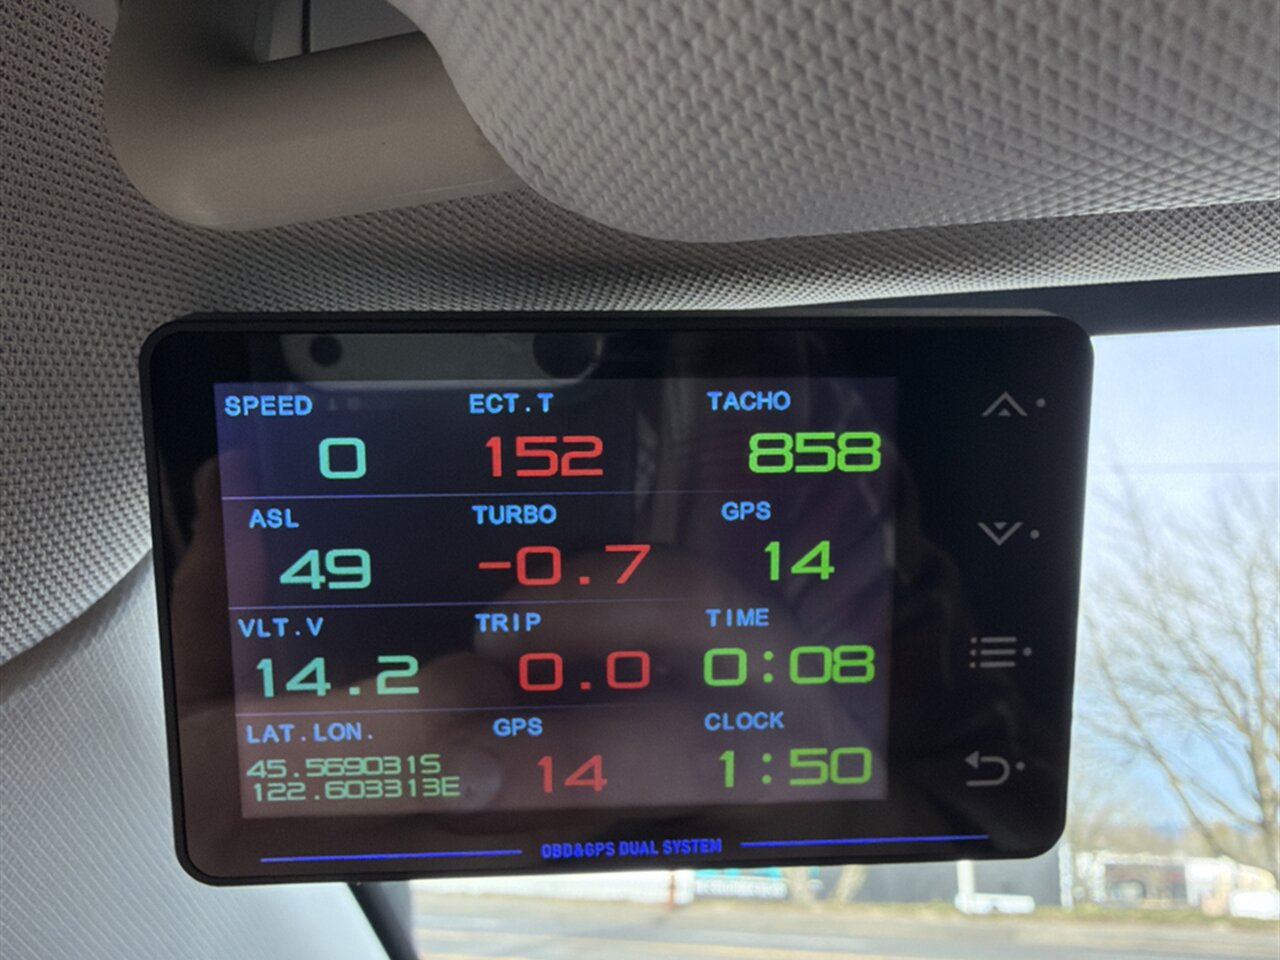 SPEED ECT.T TACHO
0 152 858
ASL TURBO GPS
49 -0.7 14
VLT.V TRIP TIME
14.2 0.0 0:08
LAT.LON. GPS CLOCK
45.569031S
122.603313E
14 1:50
OBD&GPS DUAL SYSTEM